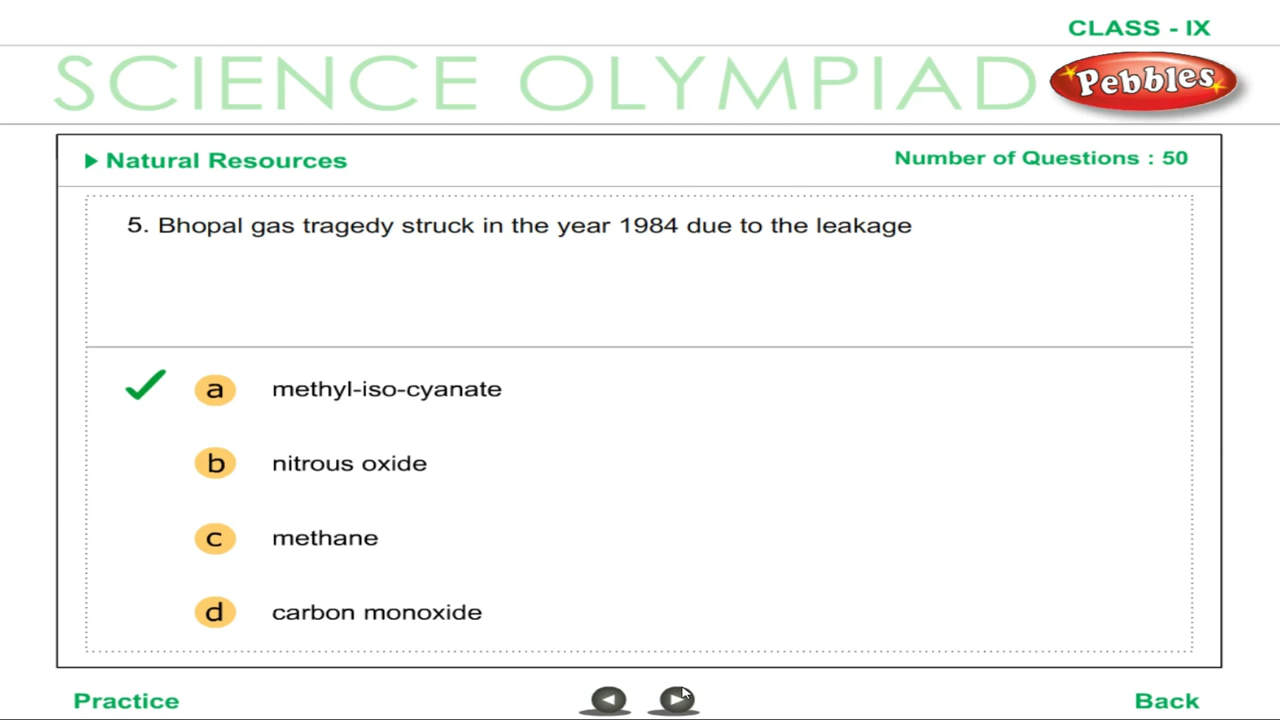 CLASS - IX
SCIENCE OLYMPIAD
Pebbles
Natural Resources
Number of Questions : 50
5. Bhopal gas tragedy struck in the year 1984 due to the leakage
a methyl-iso-cyanate
b nitrous oxide
c methane
d carbon monoxide
Practice
Back